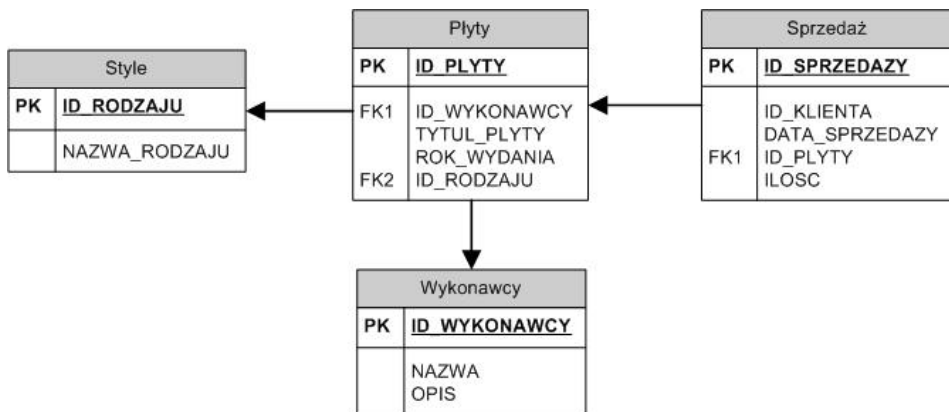 Style
PK ID_RODZAJU
NAZWA_RODZAJU
Płyty
PK ID_PLYTY
FK1 ID_WYKONAWCY
TYTUL_PLYTY
ROK_WYDANIA
FK2 ID_RODZAJU
Sprzedaż
PK ID_SPRZEDAZY
ID_KLIENTA
DATA_SPRZEDAZY
FK1 ID_PLYTY
ILOSC
Wykonawcy
PK ID_WYKONAWCY
NAZWA
OPIS